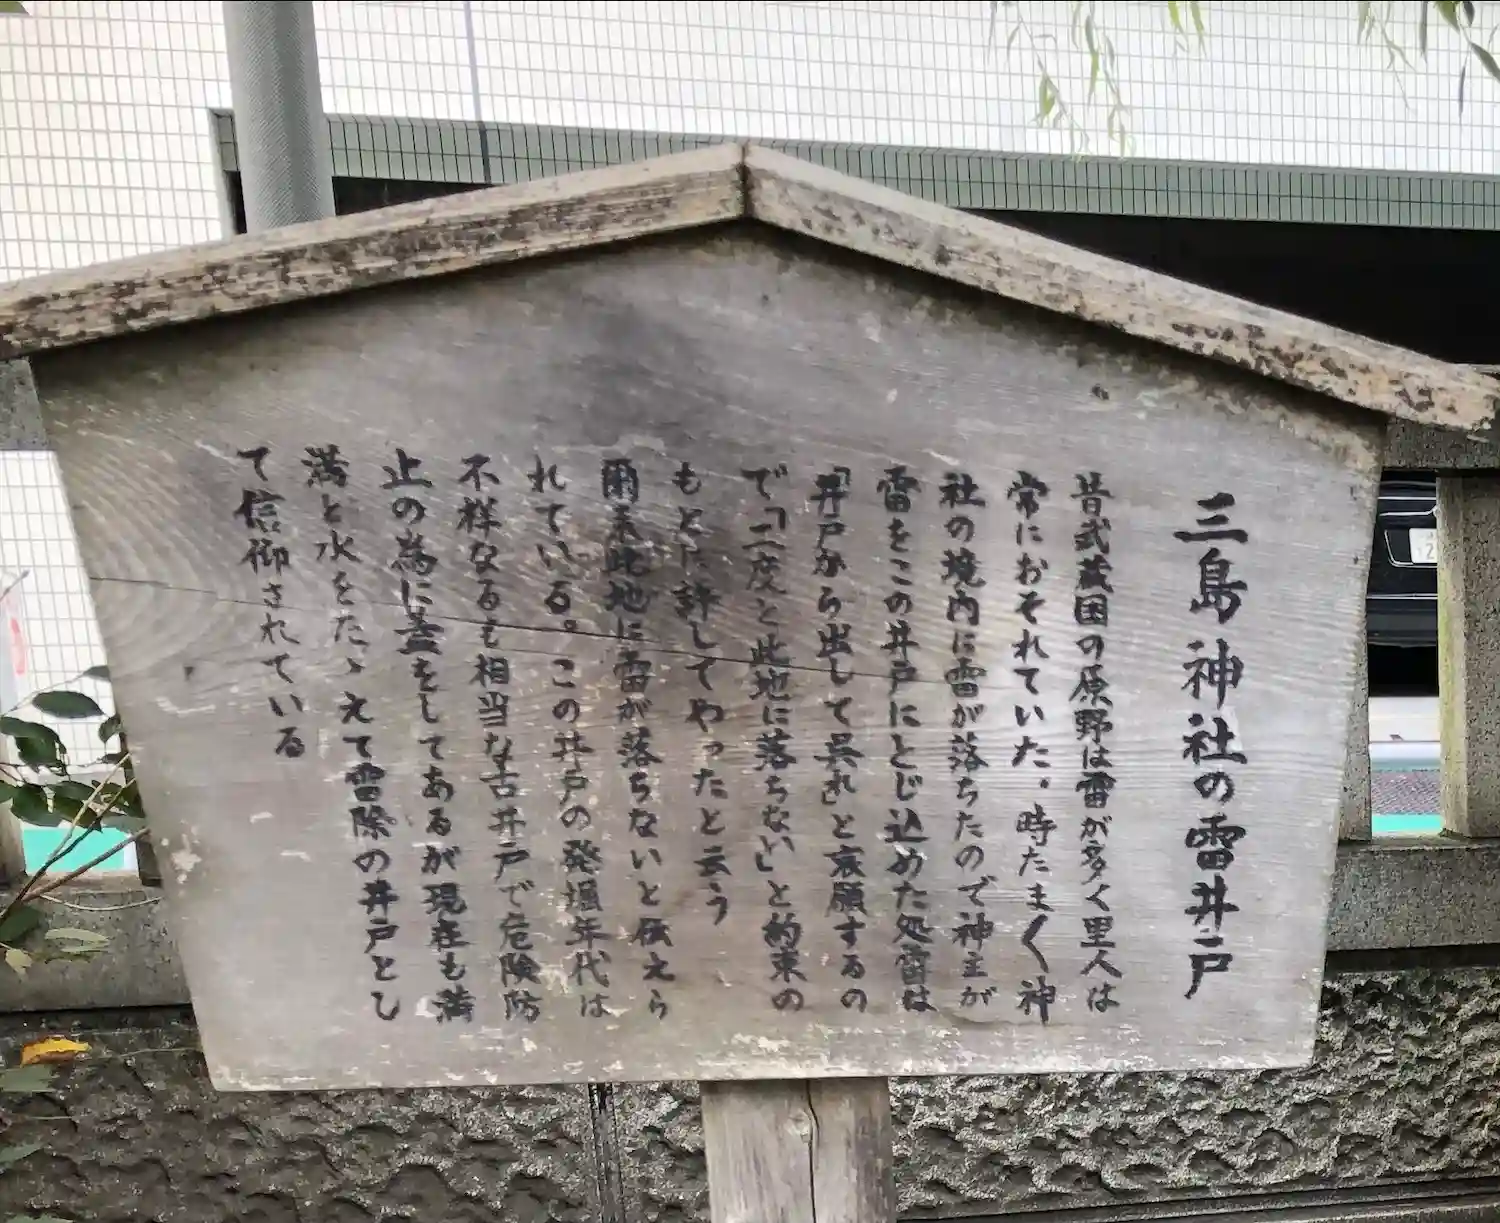 三島神社の雷井戸
昔武蔵国の原野は雷が多く里人は
常におそれていた。時たま〱神
社の境内に雷が落ちたので神主が
雷をこの井戸にとじ込めた処雷は
「井戸から出して呉れ」と哀願するの
で「二度と此地に落ちない」と約束の
もとに許してやったと云う
爾来此地に雷が落ちないと伝えら
れている。この井戸の発堀年代は
不祥なるも相当な古井戸で危険防
止の為に蓋をしてあるが現在も満
満と水をたゝえて雷除の井戸とし
て信御されている